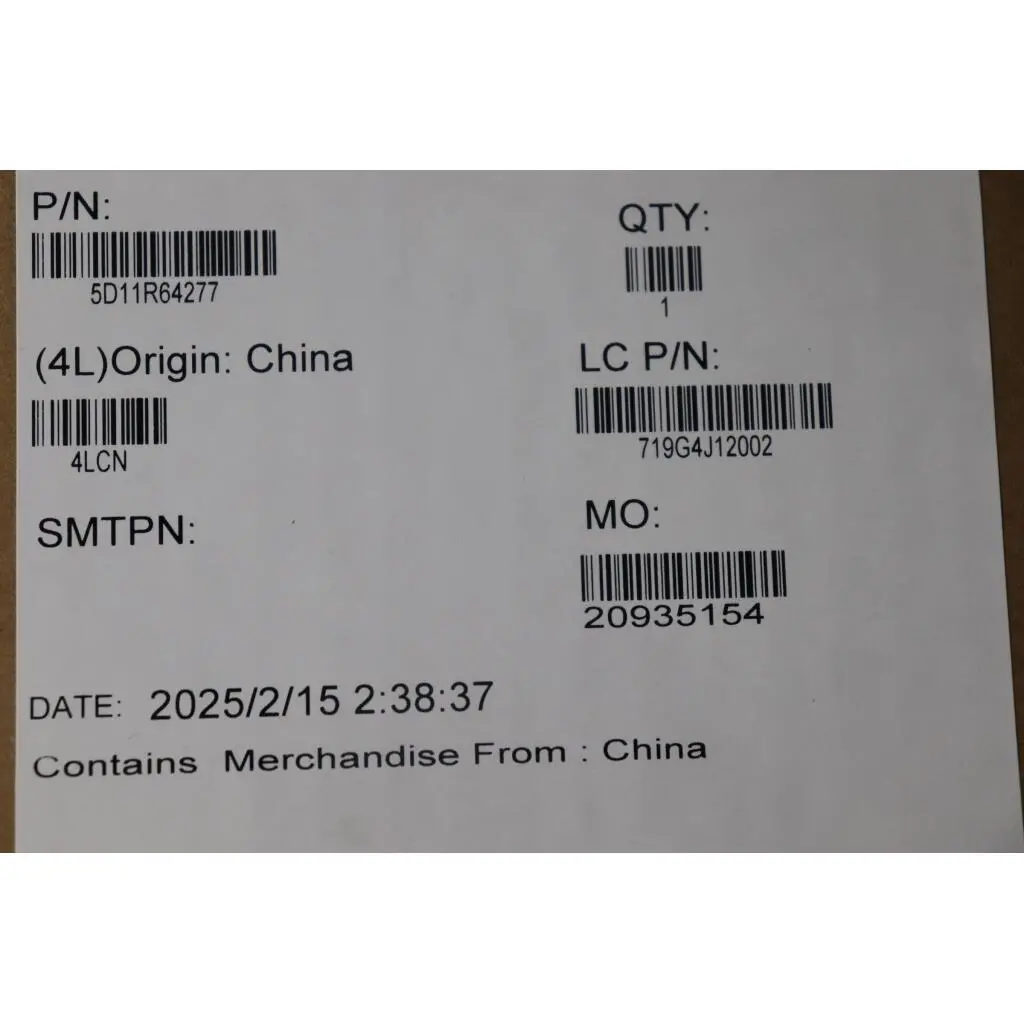 P/N:
5D11R64277
QTY:
1
(4L)Origin: China
4LCN
LC P/N:
719G4J12002
SMTPN:
MO:
20935154
DATE: 2025/2/15 2:38:37
Contains Merchandise From : China